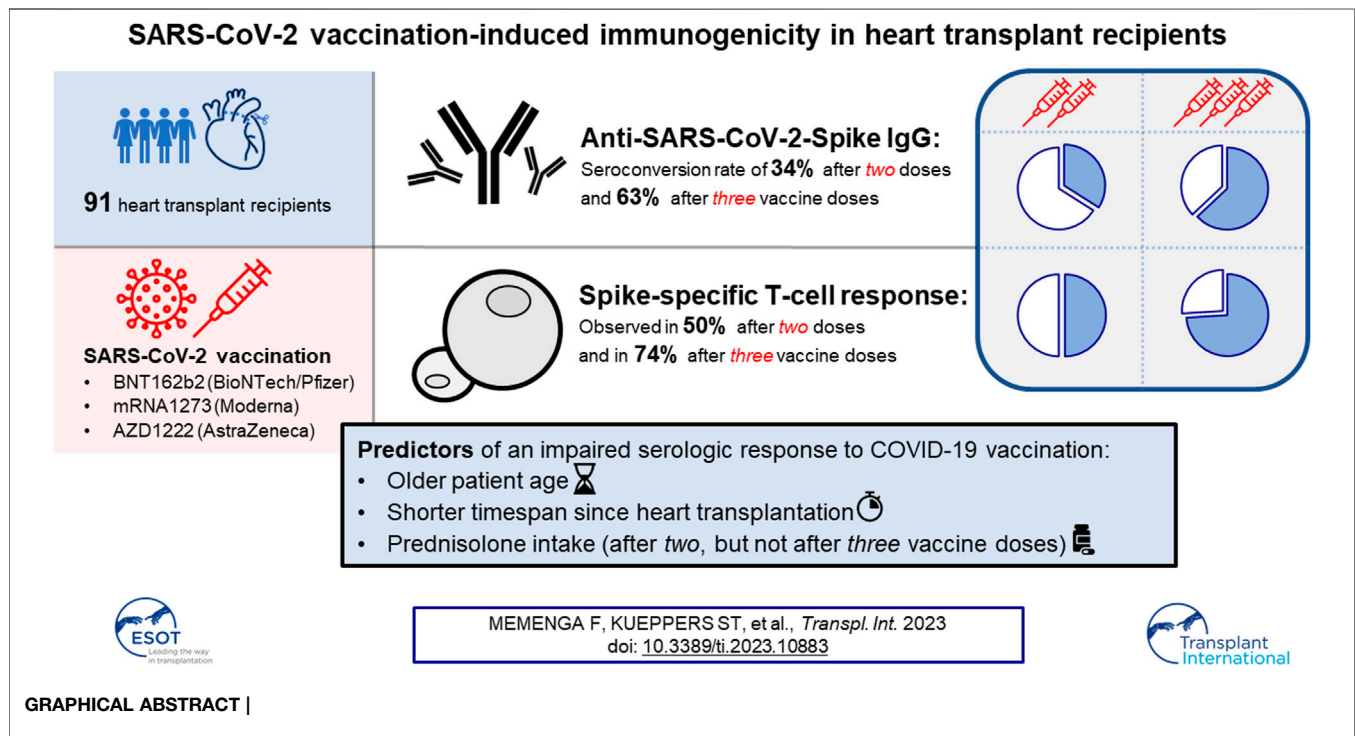 SARS-CoV-2 vaccination-induced immunogenicity in heart transplant recipients
91 heart transplant recipients
Anti-SARS-CoV-2-Spike IgG:
Seroconversion rate of 34% after two doses
and 63% after three vaccine doses
SARS-CoV-2 vaccination
• BNT162b2 (BioNTech/Pfizer)
• mRNA1273 (Moderna)
• AZD1222 (AstraZeneca)
Spike-specific T-cell response:
Observed in 50% after two doses
and in 74% after three vaccine doses
Predictors of an impaired serologic response to COVID-19 vaccination:
• Older patient age
• Shorter timespan since heart transplantation
• Prednisolone intake (after two, but not after three vaccine doses)
ESOT
Leading the way
in transplantation
MEMENGA F, KUEPPERS ST, et al., Transpl. Int. 2023
doi: 10.3389/ti.2023.10883
Transplant
International
GRAPHICAL ABSTRACT |